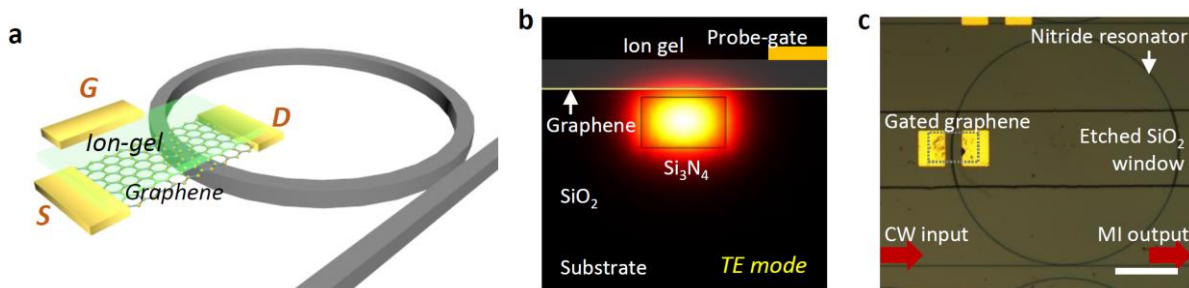 a
G
D
Ion-gel
Graphene
S
b
Ion gel
Probe-gate
Graphene
Si₃N₄
SiO₂
Substrate
TE mode
c
Nitride resonator
Gated graphene
Etched SiO₂
window
CW input
MI output